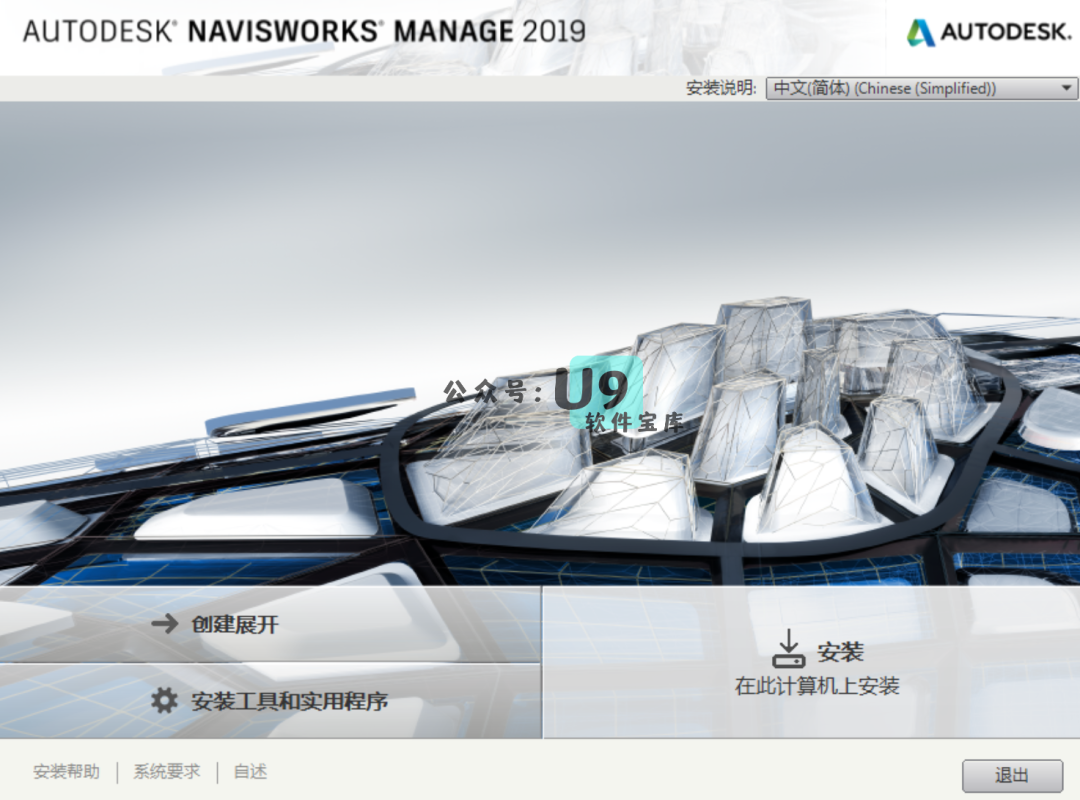 AUTODESK® NAVISWORKS® MANAGE 2019
AUTODESK.
安装说明: 中文(简体) (Chinese (Simplified))
公众号: U9
软件宝库
创建展开
安装工具和实用程序
安装
在此计算机上安装
安装帮助 | 系统要求 | 自述
退出